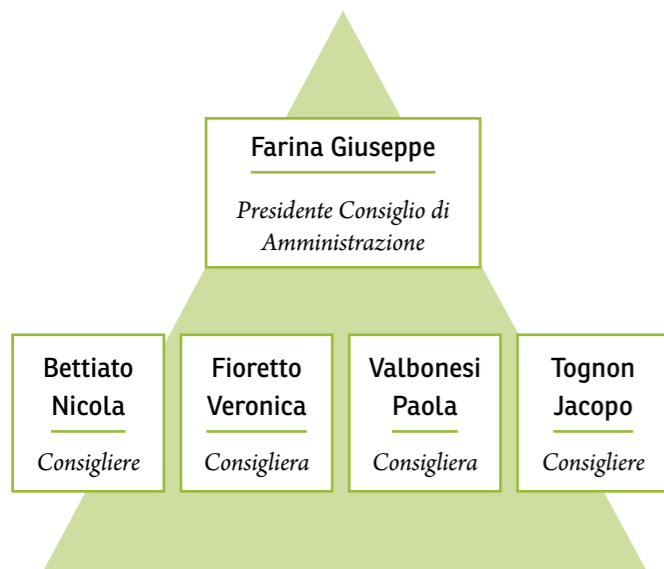 Farina Giuseppe
Presidente Consiglio di
Amministrazione
Bettiato
Nicola
Consigliere
Fioretto
Veronica
Consigliera
Valbonesi
Paola
Consigliera
Tognon
Jacopo
Consigliere